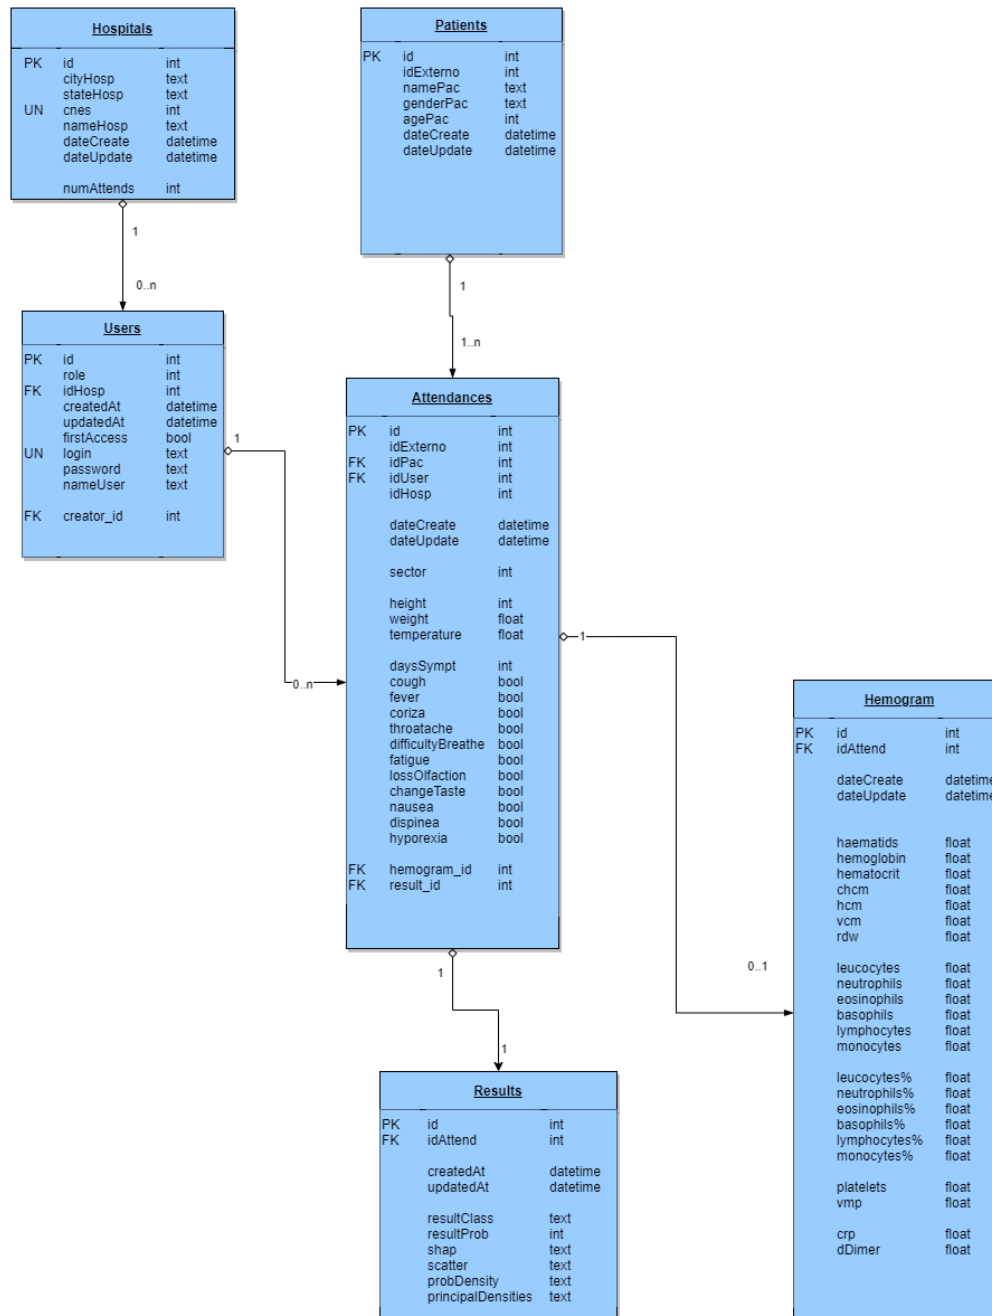 Hospitals
PK id int
cityHosp text
stateHosp text
UN cnes int
nameHosp text
dateCreate datetime
dateUpdate datetime
numAttends int
1
0..n
Patients
PK id int
idExterno int
namePac text
genderPac text
agePac int
dateCreate datetime
dateUpdate datetime
1
1..n
Users
PK id int
role int
FK idHosp int
createdAt datetime
updatedAt datetime
firstAccess bool
UN login text
password text
nameUser text
FK creator_id int
1
0..n
Attendances
PK id int
idExterno int
FK idPac int
FK idUser int
idHosp int
dateCreate datetime
dateUpdate datetime
sector int
height int
weight float
temperature float
daysSympt int
cough bool
fever bool
coriza bool
throatache bool
difficultyBreathe bool
fatigue bool
lossOlfaction bool
changeTaste bool
nausea bool
dispinea bool
hyporexia bool
FK hemogram_id int
FK result_id int
1
0..1
Hemogram
PK id int
FK idAttend int
dateCreate datetime
dateUpdate datetime
haematids float
hemoglobin float
hematocrit float
chcm float
hcm float
vcm float
rdw float
leucocytes float
neutrophils float
eosinophils float
basophils float
lymphocytes float
monocytes float
leucocytes% float
neutrophils% float
eosinophils% float
basophils% float
lymphocytes% float
monocytes% float
platelets float
vmp float
crp float
dDimer float
1
1
Results
PK id int
FK idAttend int
createdAt datetime
updatedAt datetime
resultClass text
resultProb int
shap text
scatter text
probDensity text
principalDensities text